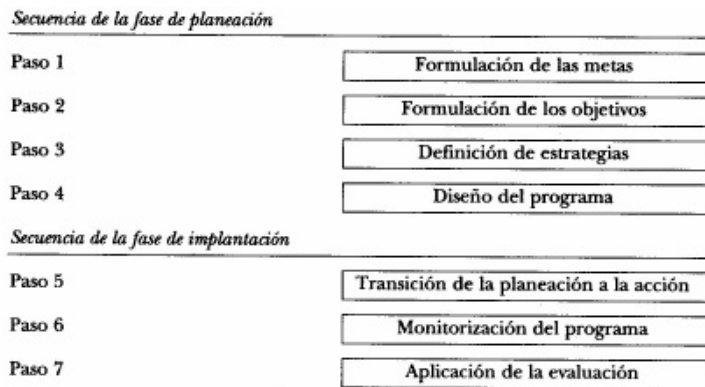 Secuencia de la fase de planeación
Paso 1 Formulación de las metas
Paso 2 Formulación de los objetivos
Paso 3 Definición de estrategias
Paso 4 Diseño del programa
Secuencia de la fase de implantación
Paso 5 Transición de la planeación a la acción
Paso 6 Monitorización del programa
Paso 7 Aplicación de la evaluación